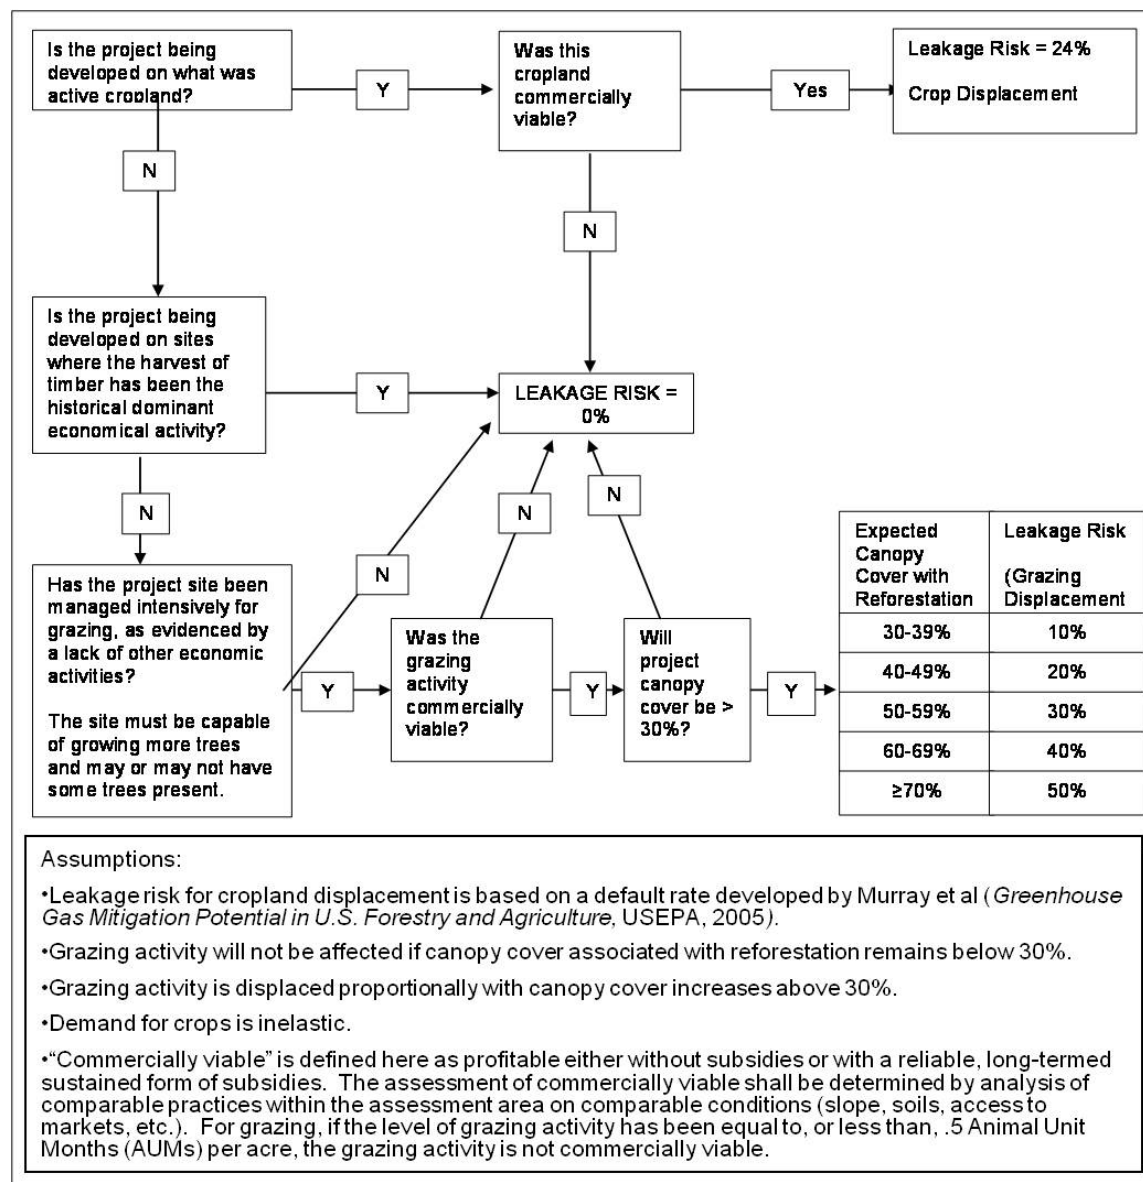 Is the project being
developed on what was
active cropland?
Y
Was this
cropland
commercially
viable?
Yes
Leakage Risk = 24%
Crop Displacement
N
N
Is the project being
developed on sites
where the harvest of
timber has been the
historical dominant
economical activity?
Y
LEAKAGE RISK =
0%
N
N
N
N
Has the project site been
managed intensively for
grazing, as evidenced by
a lack of other economic
activities?
The site must be capable
of growing more trees
and may or may not have
some trees present.
Y
Was the
grazing
activity
commercially
viable?
Y
Will
project
canopy
cover be >
30%?
Y
Expected
Canopy
Cover with
Reforestation
Leakage Risk
(Grazing
Displacement
30-39%
10%
40-49%
20%
50-59%
30%
60-69%
40%
≥70%
50%
Assumptions:
•Leakage risk for cropland displacement is based on a default rate developed by Murray et al (Greenhouse
Gas Mitigation Potential in U.S. Forestry and Agriculture, USEPA, 2005).
•Grazing activity will not be affected if canopy cover associated with reforestation remains below 30%.
•Grazing activity is displaced proportionally with canopy cover increases above 30%.
•Demand for crops is inelastic.
•“Commercially viable” is defined here as profitable either without subsidies or with a reliable, long-termed
sustained form of subsidies. The assessment of commercially viable shall be determined by analysis of
comparable practices within the assessment area on comparable conditions (slope, soils, access to
markets, etc.). For grazing, if the level of grazing activity has been equal to, or less than, .5 Animal Unit
Months (AUMs) per acre, the grazing activity is not commercially viable.